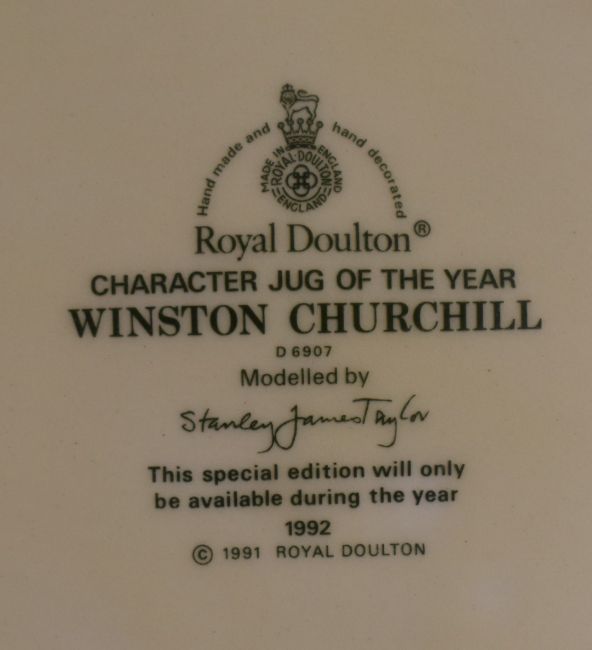 Hand made and hand decorated
MADE IN ENGLAND
ROYAL·DOULTON
ENGLAND
Royal Doulton®
CHARACTER JUG OF THE YEAR
WINSTON CHURCHILL
D 6907
Modelled by
Stanley James Taylor
This special edition will only
be available during the year
1992
© 1991 ROYAL DOULTON